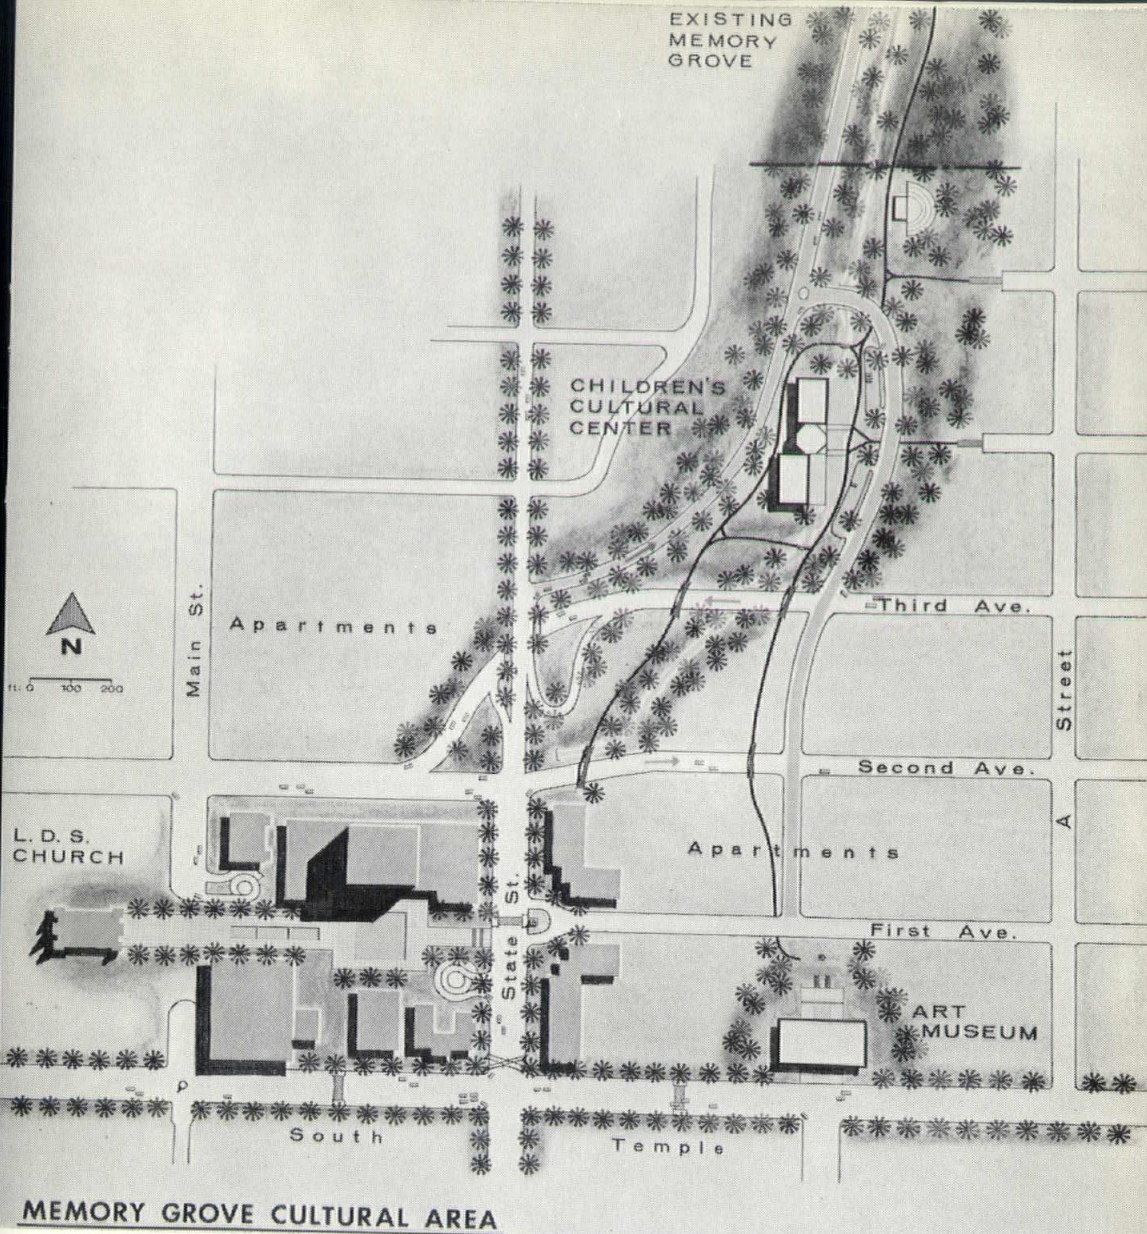 EXISTING
MEMORY
GROVE
CHILDREN'S
CULTURAL
CENTER
Third Ave.
Main St.
Apartments
N
ft: 0 100 200
A Street
Second Ave.
L. D. S.
CHURCH
Apartments
State St.
First Ave.
ART
MUSEUM
South Temple
MEMORY GROVE CULTURAL AREA